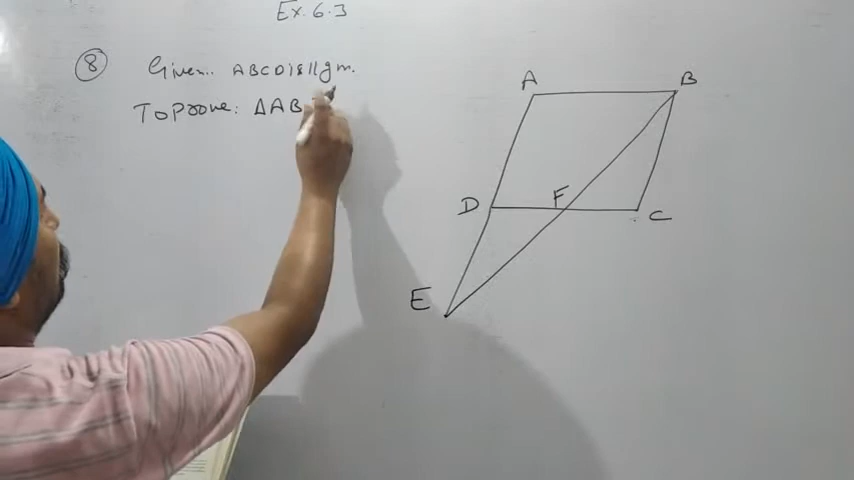 Ex. 6.3
8 Given.. ABCD is ||gm.
To prove: ΔAB
A B
D F C
E